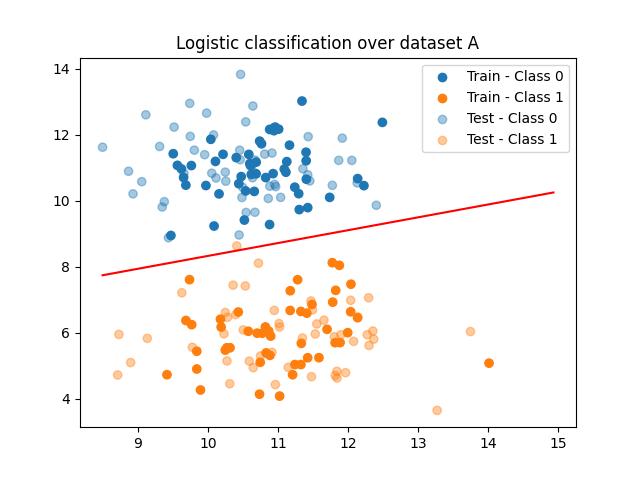 Logistic classification over dataset A
Train - Class 0
Train - Class 1
Test - Class 0
Test - Class 1
14
12
10
8
6
4
9 10 11 12 13 14 15